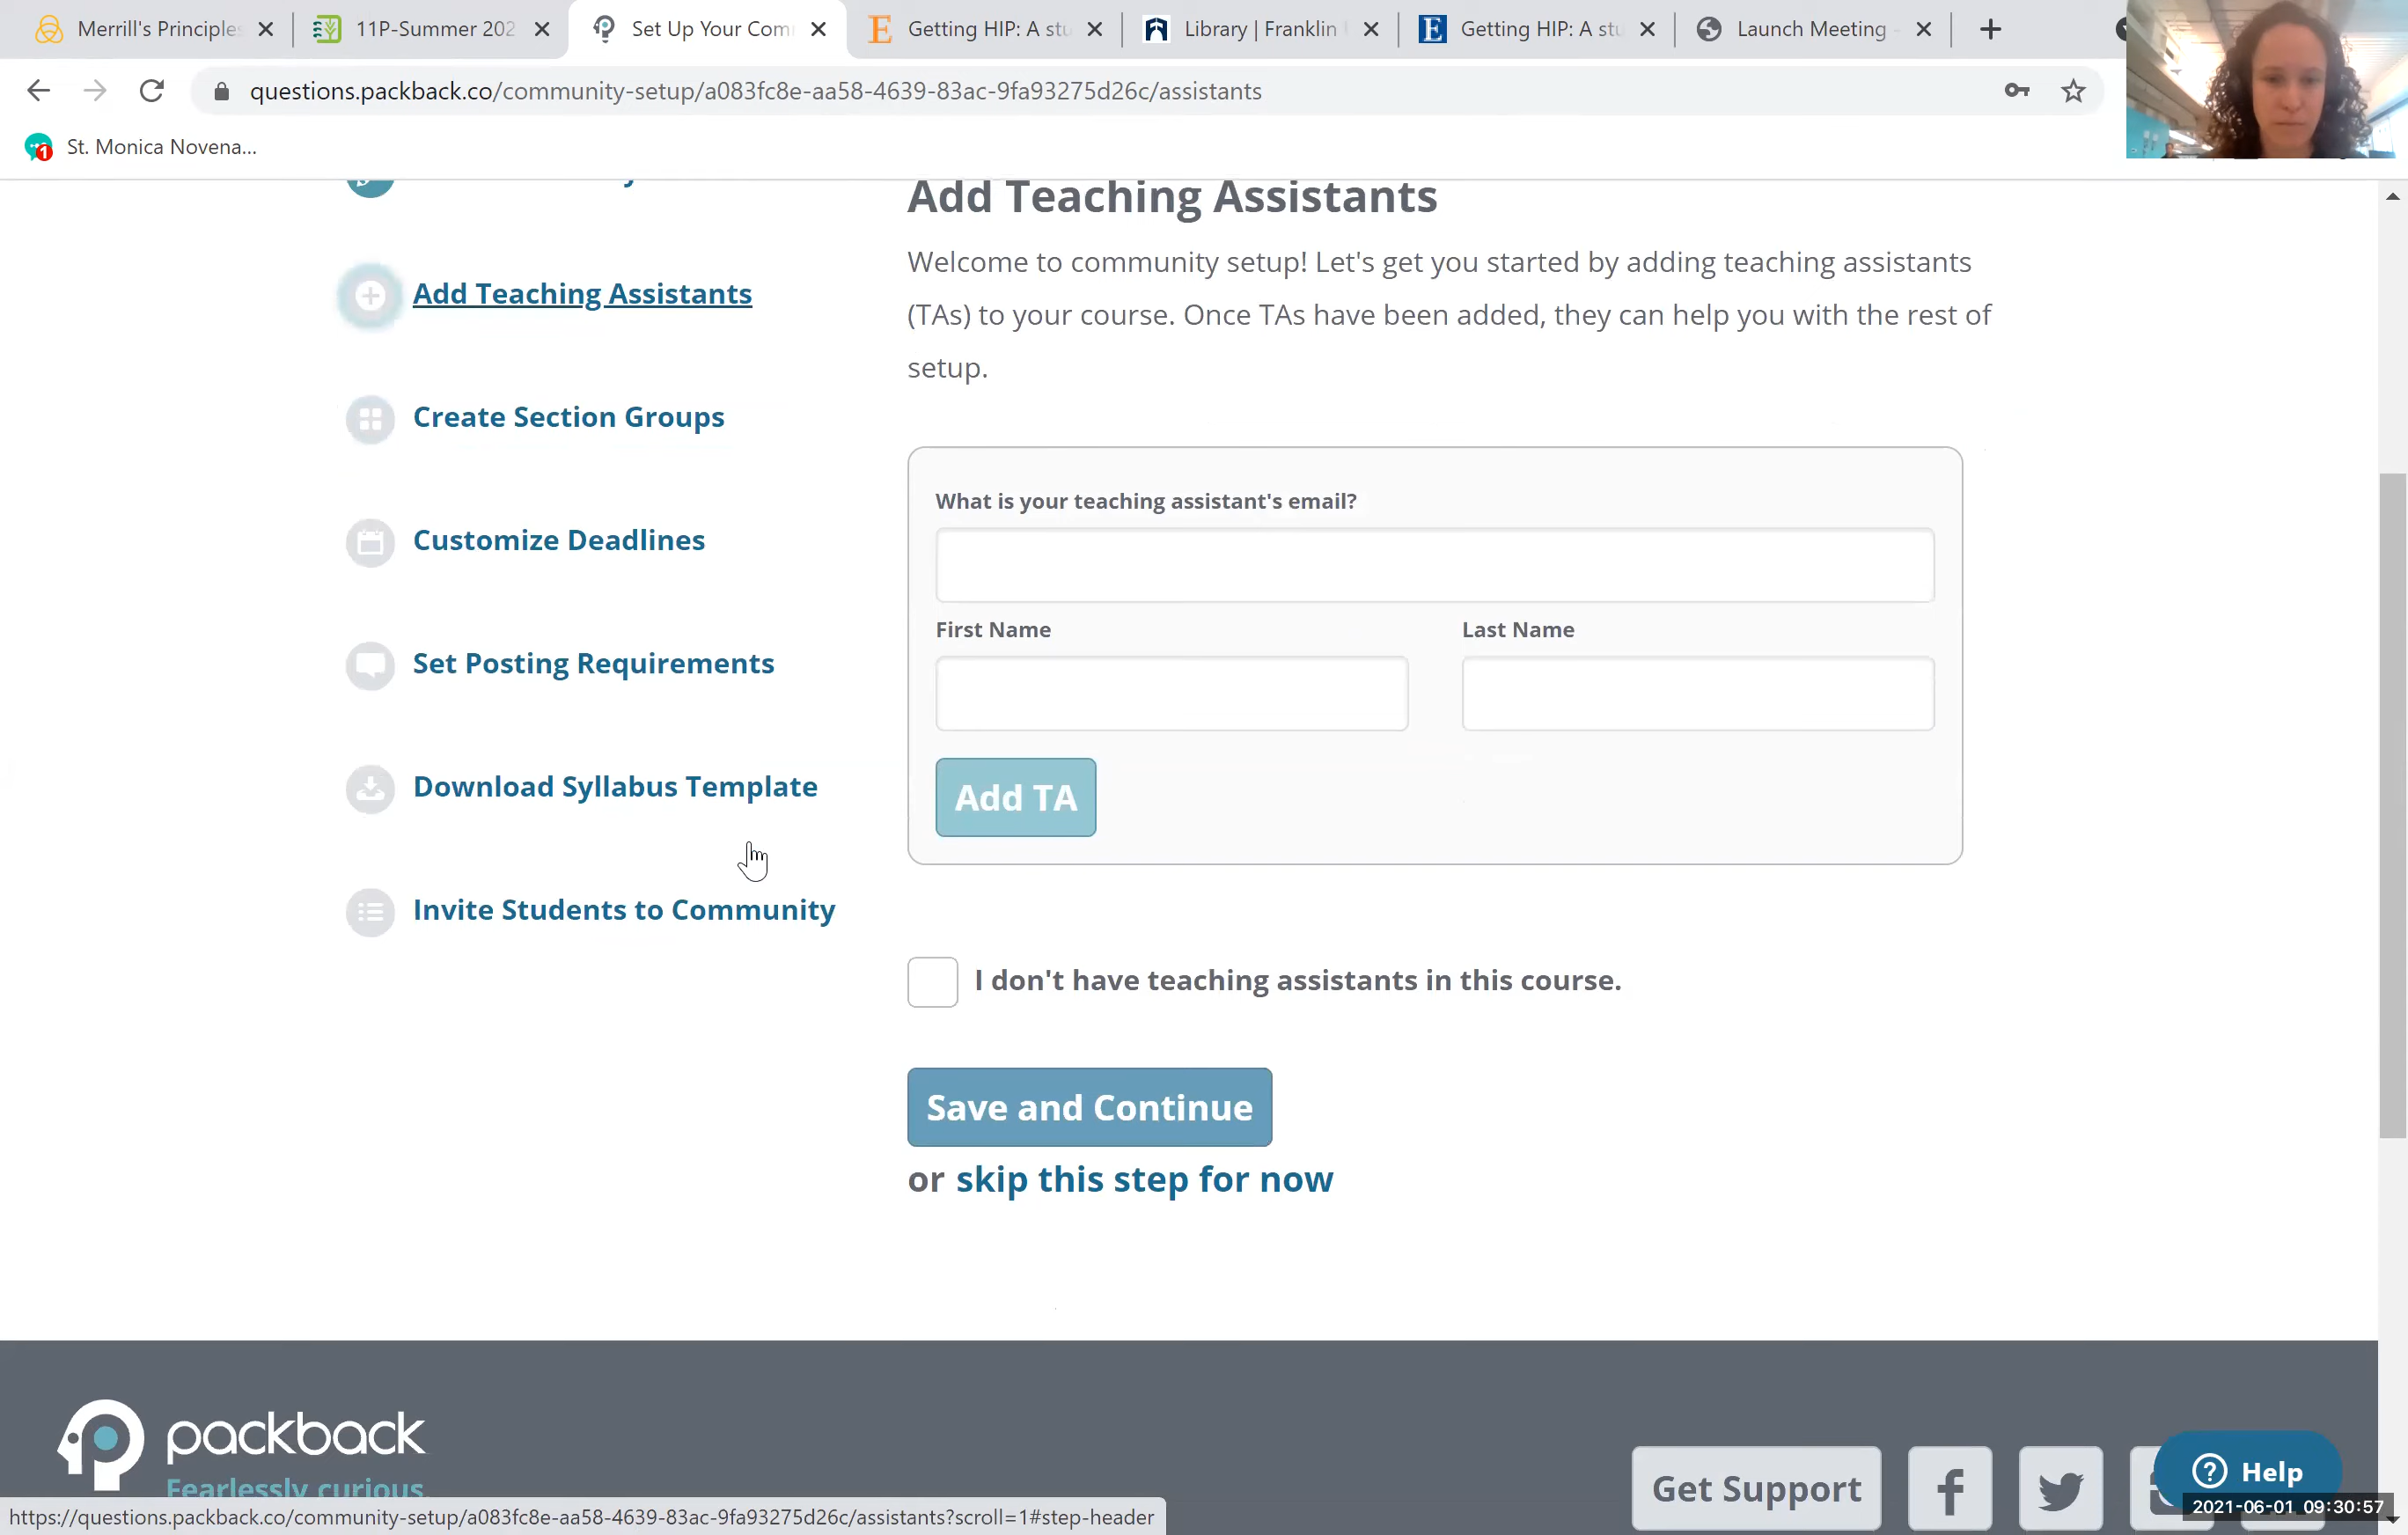 Merrill's Principles
11P-Summer 202
Set Up Your Com
Getting HIP: A stu
Library | Franklin
Getting HIP: A stu
Launch Meeting -
questions.packback.co/community-setup/a083fc8e-aa58-4639-83ac-9fa93275d26c/assistants
1
St. Monica Novena...
Add Teaching Assistants
Create Section Groups
Customize Deadlines
Set Posting Requirements
Download Syllabus Template
Invite Students to Community
Add Teaching Assistants
Welcome to community setup! Let's get you started by adding teaching assistants
(TAs) to your course. Once TAs have been added, they can help you with the rest of
setup.
What is your teaching assistant's email?
First Name
Last Name
Add TA
I don't have teaching assistants in this course.
Save and Continue
or skip this step for now
packback
Fearlessly curious.
Get Support
Help
2021-06-01 09:30:57
https://questions.packback.co/community-setup/a083fc8e-aa58-4639-83ac-9fa93275d26c/assistants?scroll=1#step-header